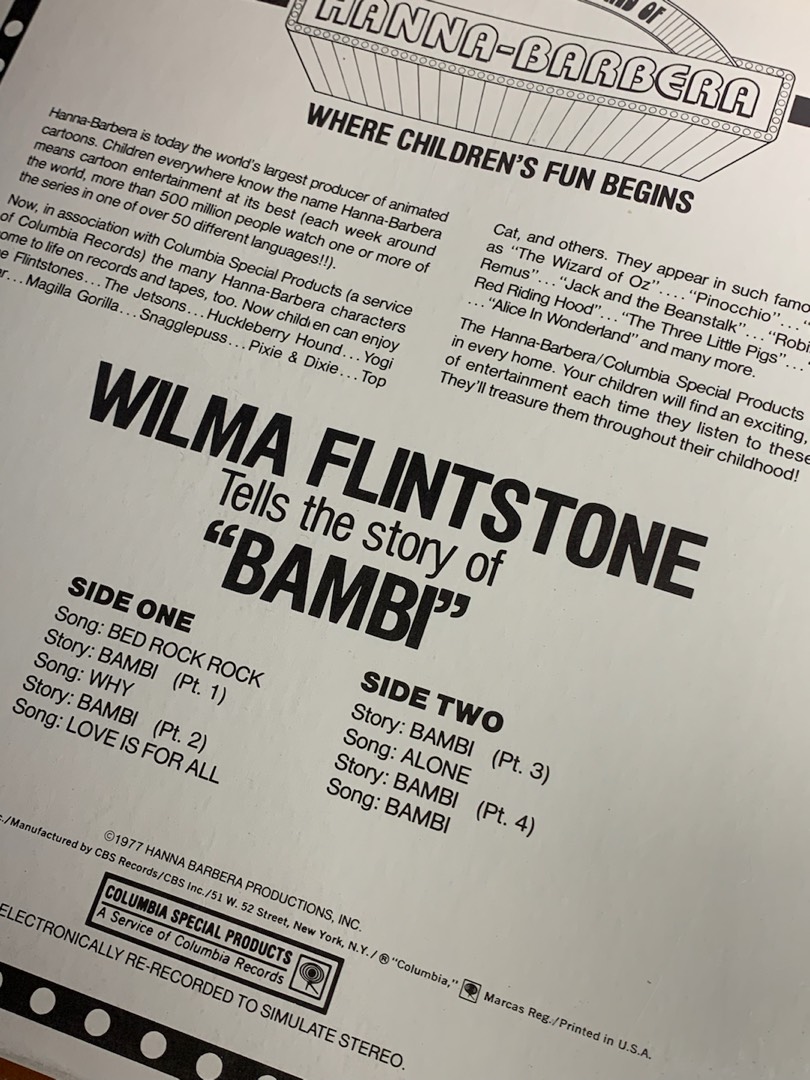 OF
HANNA-BARBERA
WHERE CHILDREN'S FUN BEGINS
Hanna-Barbera is today the world's largest producer of animated
cartoons. Children everywhere know the name Hanna-Barbera
means cartoon entertainment at its best (each week around
the world, more than 500 million people watch one or more of
the series in one of over 50 different languages!!).
Now, in association with Columbia Special Products (a service
of Columbia Records) the many Hanna-Barbera characters
to life on records and tapes, too. Now children can enjoy
Flintstones...The Jetsons...Huckleberry Hound...Yogi
...Magilla Gorilla...Snagglepuss...Pixie & Dixie...Top
Cat, and others. They appear in such
as "The Wizard of Oz"...."Pinocchio"...
Remus"..."Jack and the Beanstalk"...
Red Riding Hood"..."The Three Little Pigs"...
..."Alice In Wonderland" and many more.
The Hanna-Barbera/Columbia Special Products
in every home. Your children will find an exciting,
of entertainment each time they listen to these
They'll treasure them throughout their childhood!
WILMA FLINTSTONE
Tells the story of
"BAMBI"
SIDE ONE
Song: BED ROCK ROCK
Story: BAMBI (Pt. 1)
Song: WHY
Story: BAMBI (Pt. 2)
Song: LOVE IS FOR ALL
SIDE TWO
Story: BAMBI (Pt. 3)
Song: ALONE
Story: BAMBI (Pt. 4)
Song: BAMBI
©1977 HANNA BARBERA PRODUCTIONS, INC.
/Manufactured by CBS Records/CBS Inc./51 W. 52 Street, New York, N.Y./® "Columbia," Marcas Reg./Printed in U.S.A.
COLUMBIA SPECIAL PRODUCTS
A Service of Columbia Records
ELECTRONICALLY RE-RECORDED TO SIMULATE STEREO.